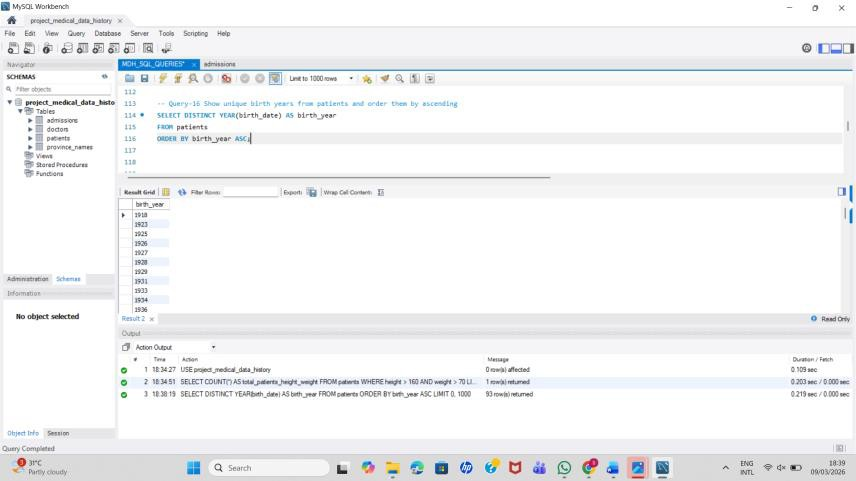 MySQL Workbench
project_medical_data_history ×
File Edit View Query Database Server Tools Scripting Help
Navigator
SCHEMAS
Filter objects
project_medical_data_histo
Tables
admissions
doctors
patients
province_names
Views
Stored Procedures
Functions
Administration Schemas
Information
No object selected
Object Info Session
MDH_SQL_QUERIES* × admissions
Limit to 1000 rows
112
113 -- Query-16 Show unique birth years from patients and order them by ascending
114 SELECT DISTINCT YEAR(birth_date) AS birth_year
115 FROM patients
116 ORDER BY birth_year ASC;
117
118
Result Grid Filter Rows: Export: Wrap Cell Content:
birth_year
1918
1923
1925
1926
1927
1928
1929
1931
1933
1934
1936
Result 2 × Read Only
Output
Action Output
# Time Action Message Duration / Fetch
1 18:34:27 USE project_medical_data_history 0 row(s) affected 0.109 sec
2 18:34:51 SELECT COUNT(*) AS total_patients_height_weight FROM patients WHERE height > 160 AND weight > 70 LI... 1 row(s) returned 0.203 sec / 0.000 sec
3 18:38:19 SELECT DISTINCT YEAR(birth_date) AS birth_year FROM patients ORDER BY birth_year ASC LIMIT 0, 1000 93 row(s) returned 0.219 sec / 0.000 sec
Query Completed
31°C
Partly cloudy
Search
ENG
INTL
18:39
09/03/2026